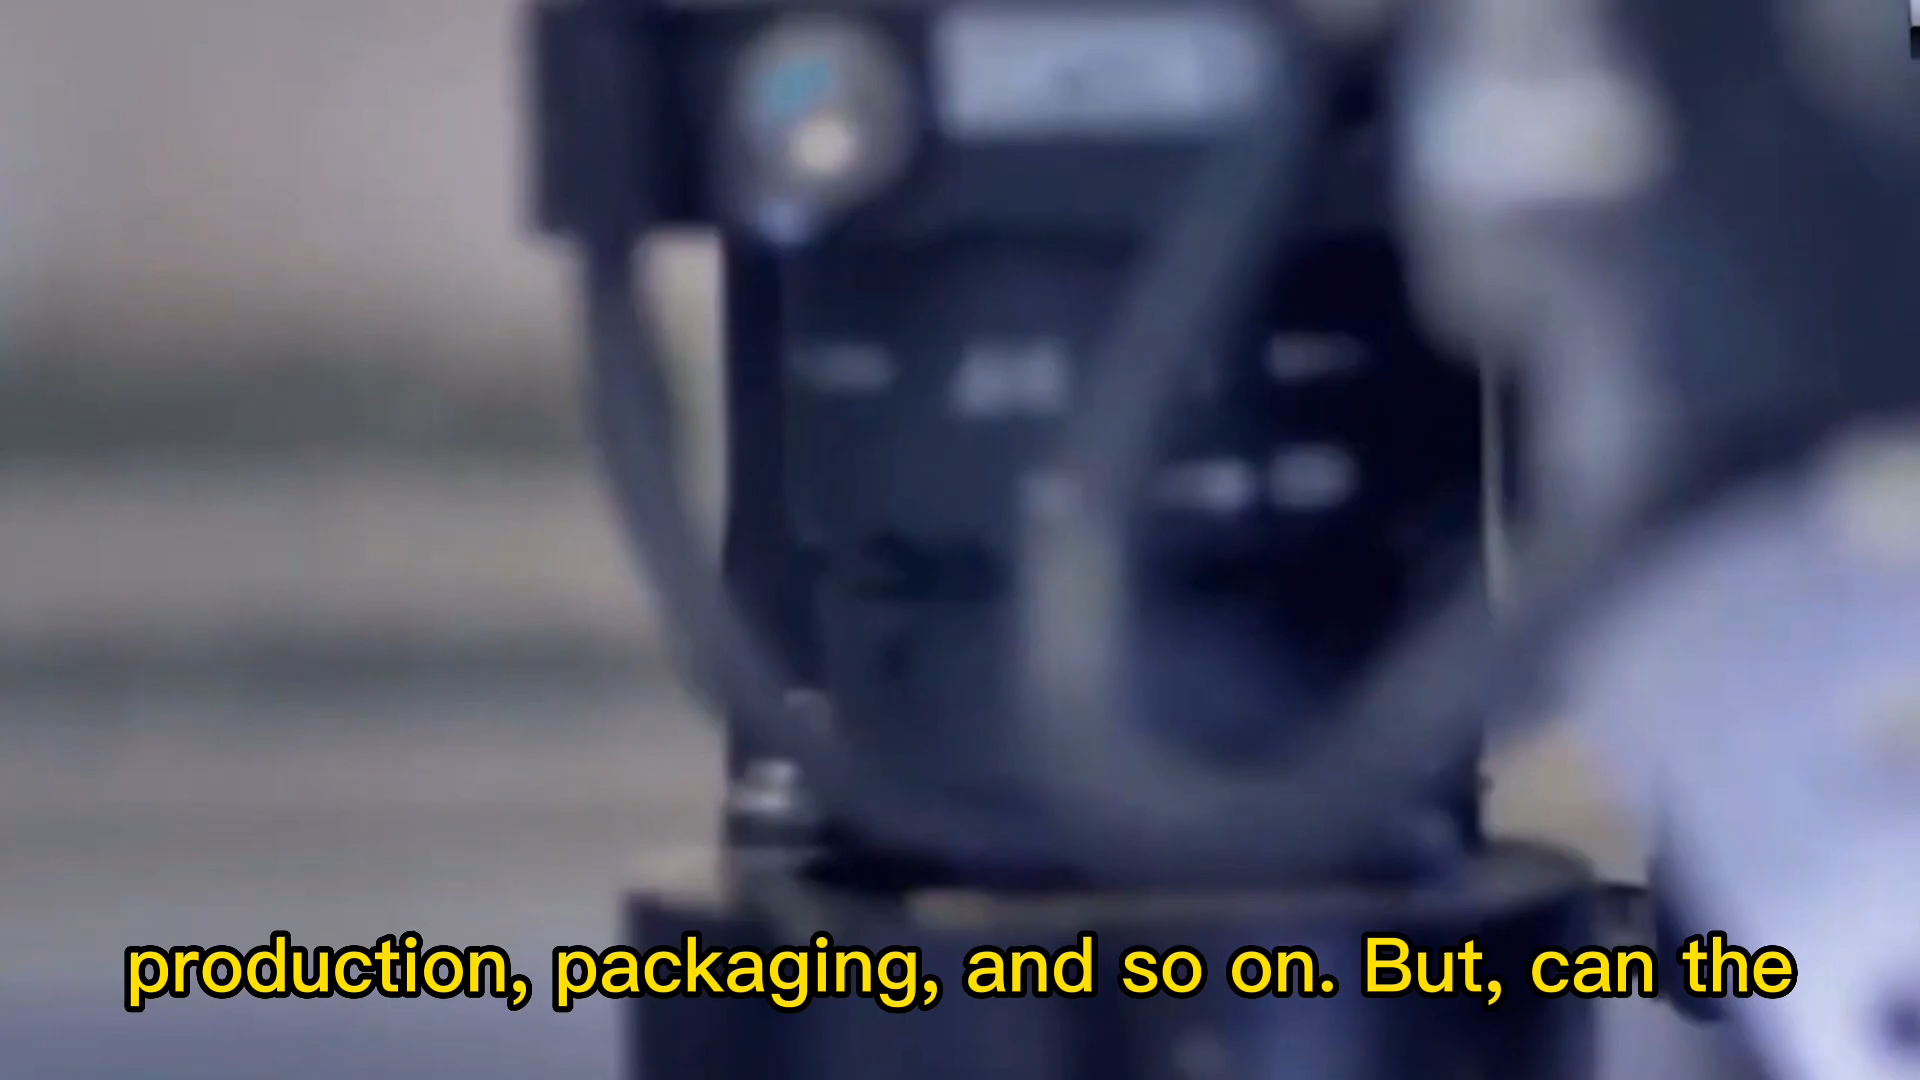 production, packaging, and so on. But, can the